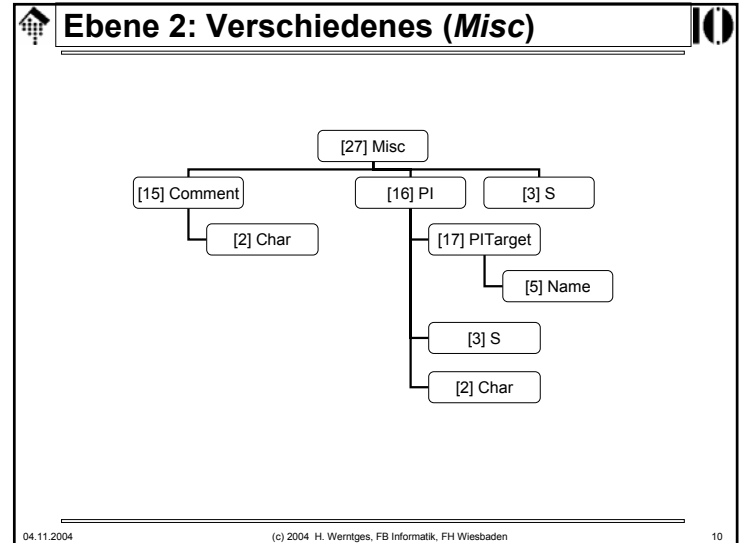 Ebene 2: Verschiedenes (Misc)
[27] Misc
[15] Comment
[16] PI
[3] S
[2] Char
[17] PITarget
[5] Name
[3] S
[2] Char
04.11.2004
(c) 2004 H. Werntges, FB Informatik, FH Wiesbaden
10